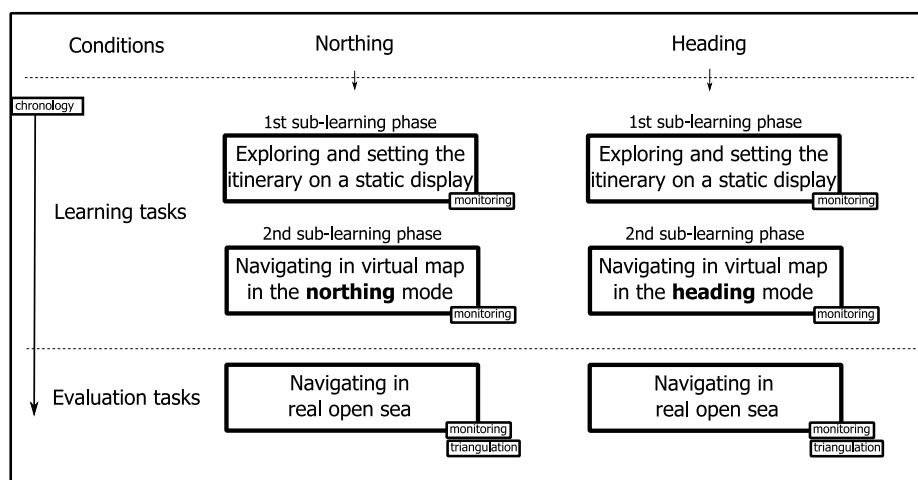 Conditions
Northing
Heading
chronology
Learning tasks
1st sub-learning phase
Exploring and setting the
itinerary on a static display
monitoring
1st sub-learning phase
Exploring and setting the
itinerary on a static display
monitoring
2nd sub-learning phase
Navigating in virtual map
in the northing mode
monitoring
2nd sub-learning phase
Navigating in virtual map
in the heading mode
monitoring
Evaluation tasks
Navigating in
real open sea
monitoring
triangulation
Navigating in
real open sea
monitoring
triangulation